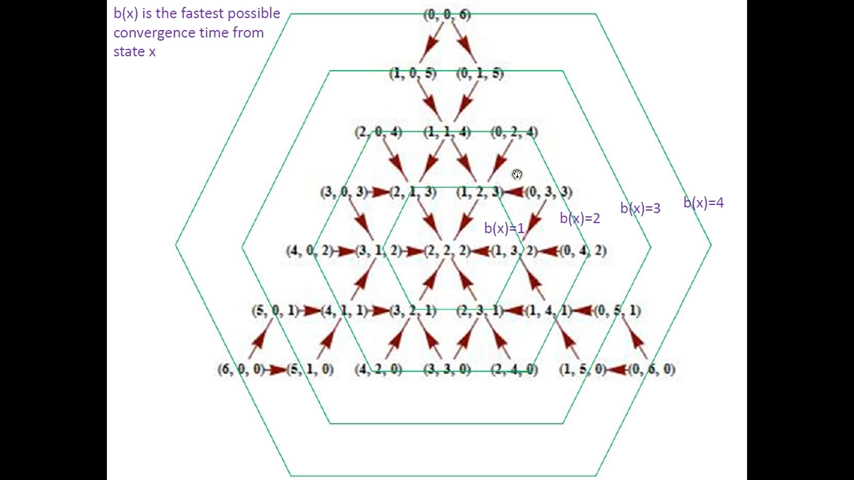 b(x) is the fastest possible
convergence time from
state x
(0, 0, 6)
(1, 0, 5) (0, 1, 5)
(2, 0, 4) (1, 1, 4) (0, 2, 4)
(3, 0, 3) (2, 1, 3) (1, 2, 3) (0, 3, 3)
b(x)=1 b(x)=2 b(x)=3 b(x)=4
(4, 0, 2) (3, 1, 2) (2, 2, 2) (1, 3, 2) (0, 4, 2)
(5, 0, 1) (4, 1, 1) (3, 2, 1) (2, 3, 1) (1, 4, 1) (0, 5, 1)
(6, 0, 0) (5, 1, 0) (4, 2, 0) (3, 3, 0) (2, 4, 0) (1, 5, 0) (0, 6, 0)